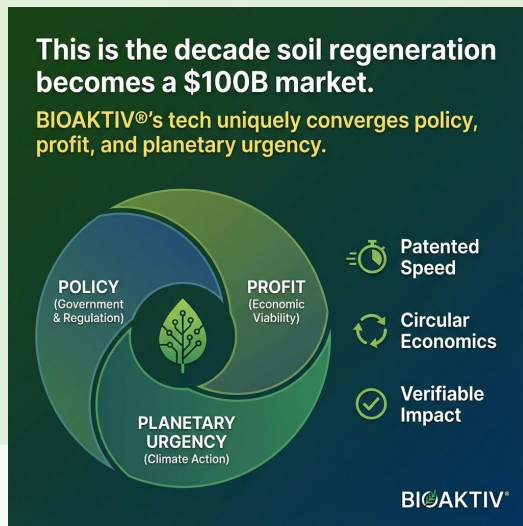 This is the decade soil regeneration
becomes a $100B market.
BIOAKTIV®'s tech uniquely converges policy,
profit, and planetary urgency.
POLICY
(Government
& Regulation)
PROFIT
(Economic
Viability)
PLANETARY
URGENCY
(Climate Action)
Patented
Speed
Circular
Economics
Verifiable
Impact
BIOAKTIV®